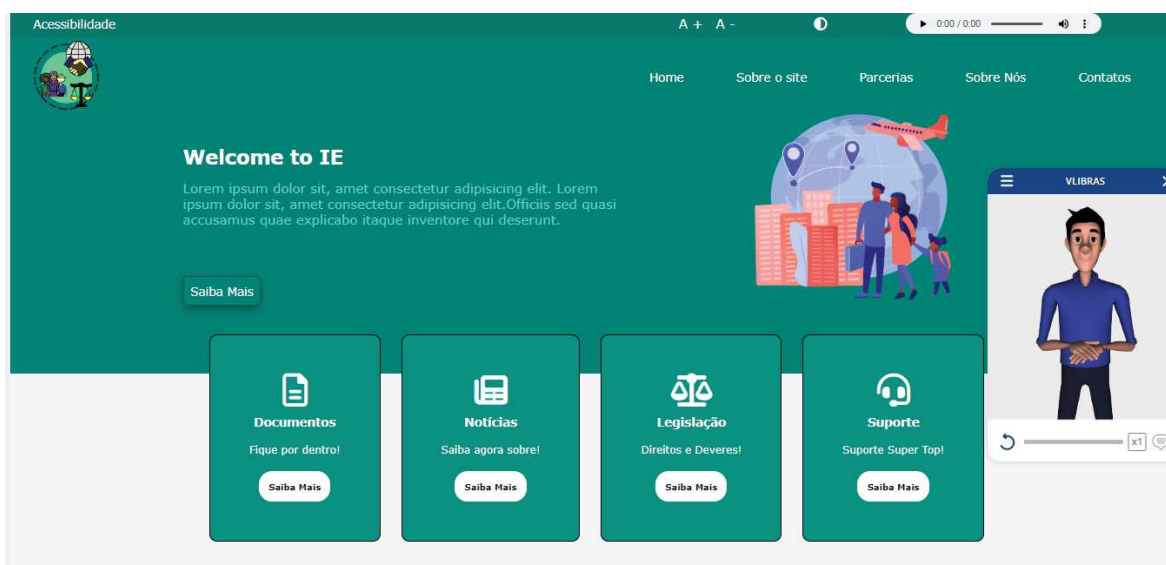 Acessibilidade
A + A -
0:00 / 0:00
Home Sobre o site Parcerias Sobre Nós Contatos
Welcome to IE
Lorem ipsum dolor sit, amet consectetur adipisicing elit. Lorem
ipsum dolor sit, amet consectetur adipisicing elit.Officiis sed quasi
accusamus quae explicabo itaque inventore qui deserunt.
Saiba Mais
VLIBRAS
x1
Documentos
Fique por dentro!
Saiba Mais
Notícias
Saiba agora sobre!
Saiba Mais
Legislação
Direitos e Deveres!
Saiba Mais
Suporte
Suporte Super Top!
Saiba Mais